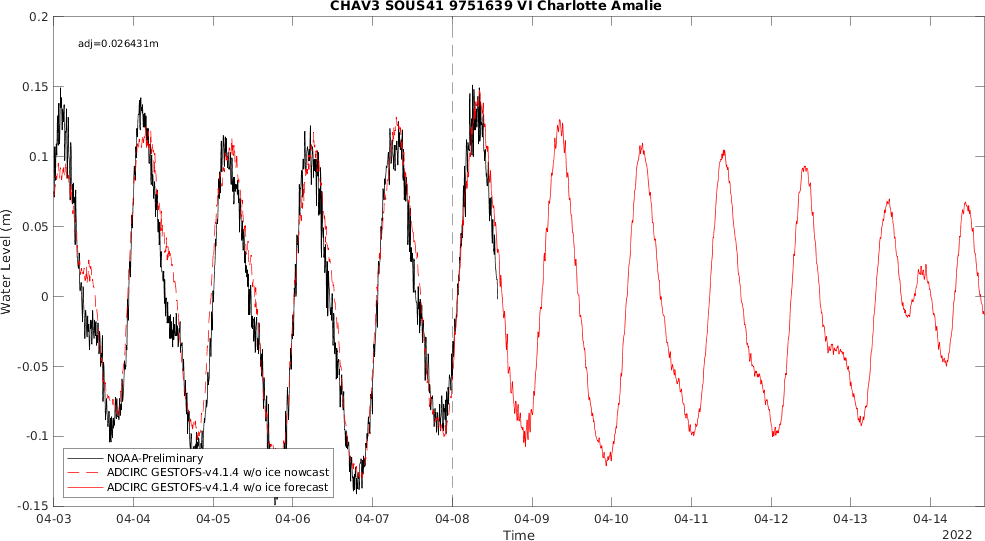 CHAV3 SOUS41 9751639 VI Charlotte Amalie
adj=0.026431m
0.2
0.15
0.1
0.05
0
-0.05
-0.1
-0.15
Water Level (m)
NOAA-Preliminary
ADCIRC GESTOFS-v4.1.4 w/o ice nowcast
ADCIRC GESTOFS-v4.1.4 w/o ice forecast
04-03 04-04 04-05 04-06 04-07 04-08 04-09 04-10 04-11 04-12 04-13 04-14
Time
2022